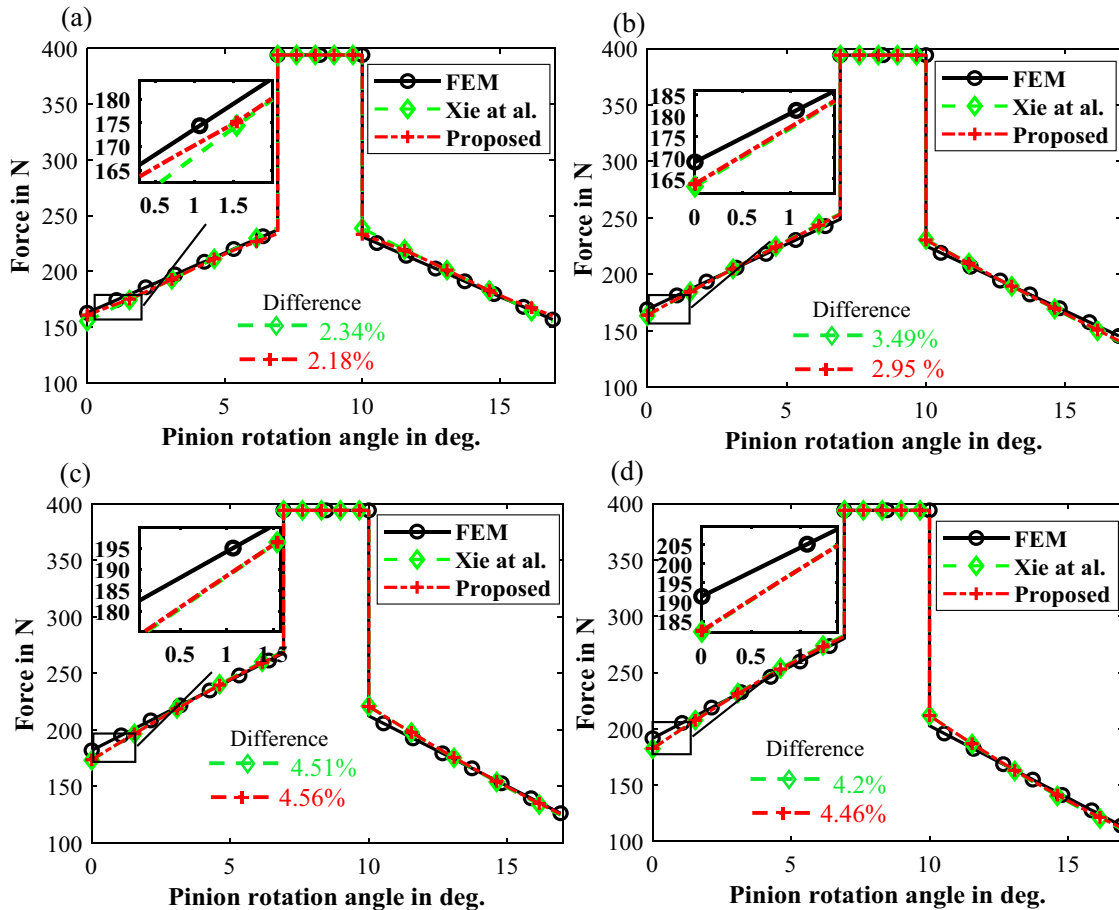 (a)
400
350
300
250
200
150
100
0
5
10
15
Force in N
Pinion rotation angle in deg.
FEM
Xie at al.
Proposed
180
175
170
165
0.5
1
1.5
Difference
2.34%
2.18%
(b)
400
350
300
250
200
150
100
0
5
10
15
Force in N
Pinion rotation angle in deg.
FEM
Xie at al.
Proposed
185
180
175
170
165
0
0.5
1
Difference
3.49%
2.95 %
(c)
400
350
300
250
200
150
100
0
5
10
15
Force in N
Pinion rotation angle in deg.
FEM
Xie at al.
Proposed
195
190
185
180
0.5
1
1.5
Difference
4.51%
4.56%
(d)
400
350
300
250
200
150
100
0
5
10
15
Force in N
Pinion rotation angle in deg.
FEM
Xie at al.
Proposed
205
200
195
190
185
0
0.5
1
Difference
4.2%
4.46%